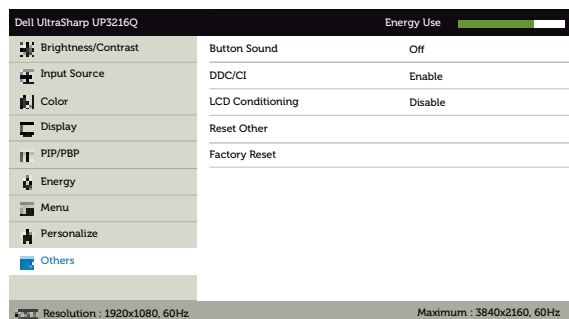 Dell UltraSharp UP3216Q Energy Use
Brightness/Contrast
Input Source
Color
Display
PIP/PBP
Energy
Menu
Personalize
Others
Button Sound Off
DDC/CI Enable
LCD Conditioning Disable
Reset Other
Factory Reset
Resolution : 1920x1080, 60Hz Maximum : 3840x2160, 60Hz